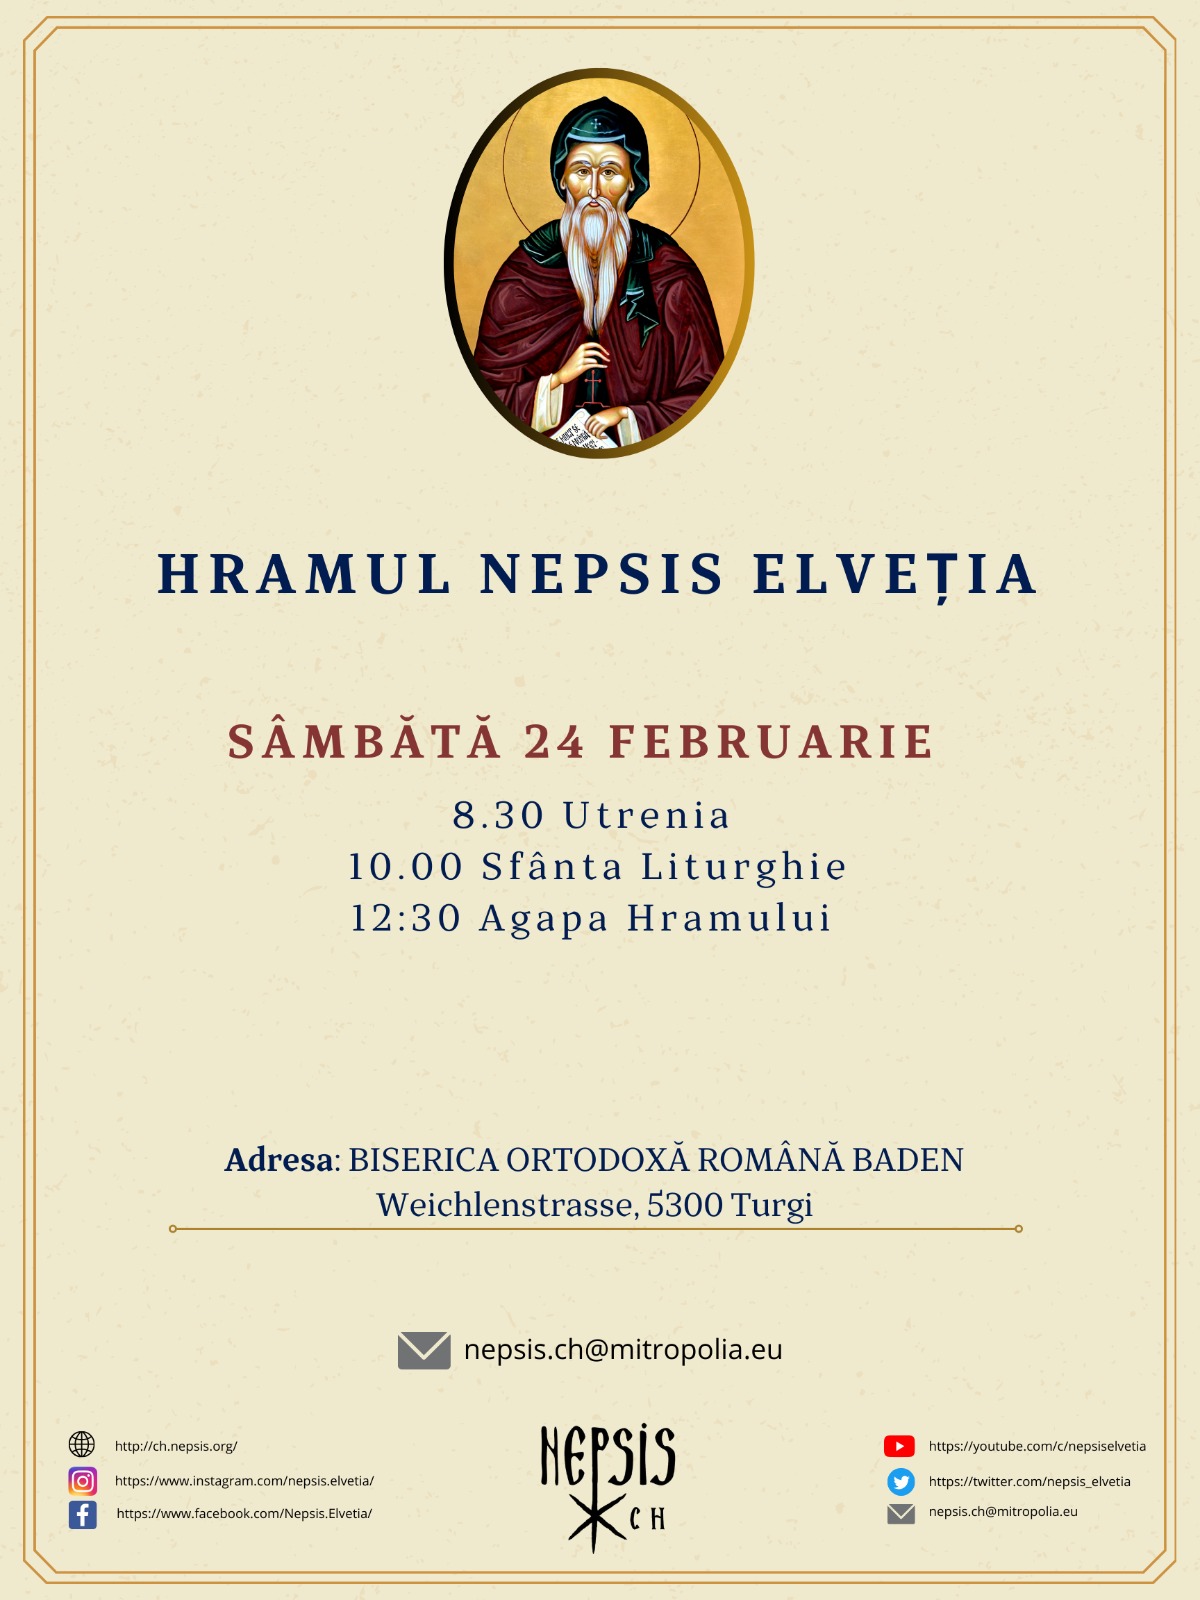 HRAMUL NEPSIS ELVEȚIA
SÂMBĂTĂ 24 FEBRUARIE
8.30 Utrenia
10.00 Sfânta Liturghie
12:30 Agapa Hramului
Adresa: BISERICA ORTODOXĂ ROMÂNĂ BADEN
Weichlenstrasse, 5300 Turgi
nepsis.ch@mitropolia.eu
http://ch.nepsis.org/
https://www.instagram.com/nepsis.elvetia/
https://www.facebook.com/Nepsis.Elvetia/
NEPSIS
CH
https://youtube.com/c/nepsiselvetia
https://twitter.com/nepsis_elvetia
nepsis.ch@mitropolia.eu